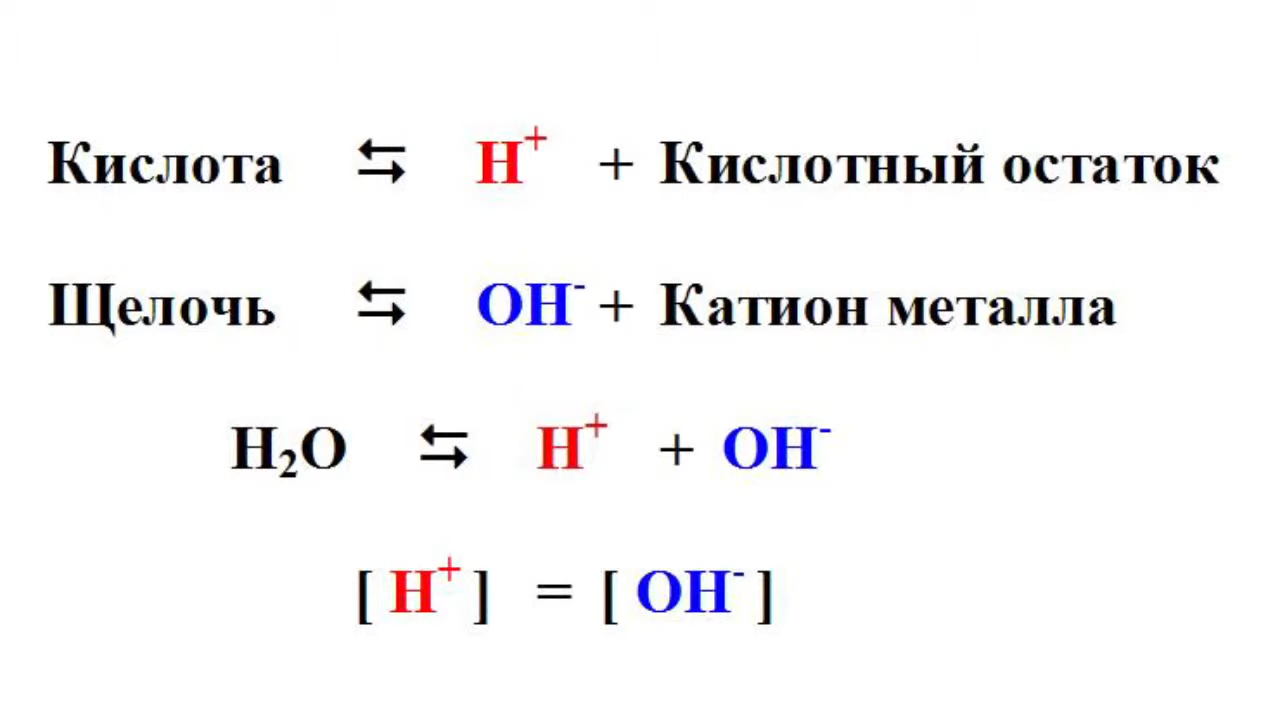 Кислота ⇆ H⁺ + Кислотный остаток
Щелочь ⇆ OH⁻ + Катион металла
H₂O ⇆ H⁺ + OH⁻
[ H⁺ ] = [ OH⁻ ]